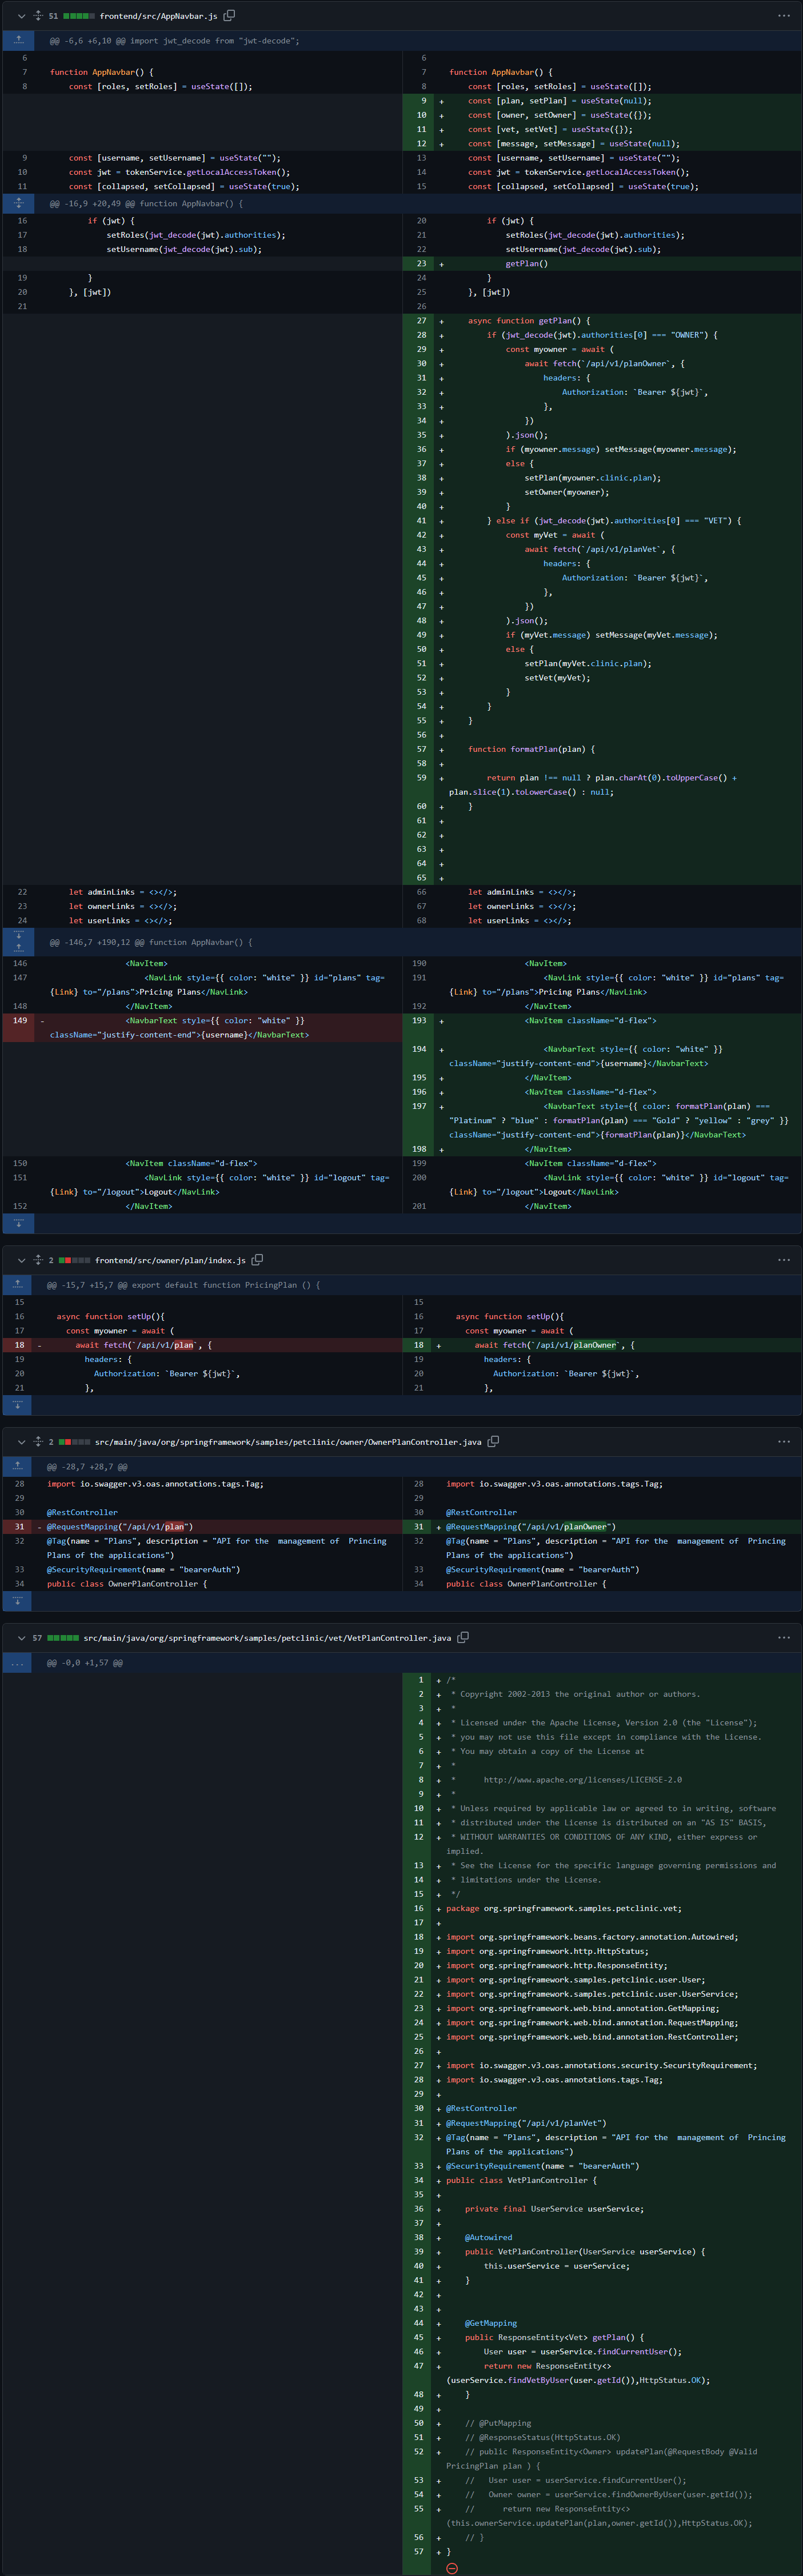 51 frontend/src/AppNavbar.js
@@ -6,6 +6,10 @@ import jwt_decode from "jwt-decode";
6 6
7 function AppNavbar() { 7 function AppNavbar() {
8 const [roles, setRoles] = useState([]); 8 const [roles, setRoles] = useState([]);
9 + const [plan, setPlan] = useState(null);
10 + const [owner, setOwner] = useState({});
11 + const [vet, setVet] = useState({});
12 + const [message, setMessage] = useState(null);
9 const [username, setUsername] = useState(""); 13 const [username, setUsername] = useState("");
10 const jwt = tokenService.getLocalAccessToken(); 14 const jwt = tokenService.getLocalAccessToken();
11 const [collapsed, setCollapsed] = useState(true); 15 const [collapsed, setCollapsed] = useState(true);
@@ -16,9 +20,49 @@ function AppNavbar() {
16 if (jwt) { 20 if (jwt) {
17 setRoles(jwt_decode(jwt).authorities); 21 setRoles(jwt_decode(jwt).authorities);
18 setUsername(jwt_decode(jwt).sub); 22 setUsername(jwt_decode(jwt).sub);
23 + getPlan()
19 } 24 }
20 }, [jwt]) 25 }, [jwt])
21 26
27 + async function getPlan() {
28 + if (jwt_decode(jwt).authorities[0] === "OWNER") {
29 + const myowner = await (
30 + await fetch(`/api/v1/planOwner`, {
31 + headers: {
32 + Authorization: `Bearer ${jwt}`,
33 + },
34 + })
35 + ).json();
36 + if (myowner.message) setMessage(myowner.message);
37 + else {
38 + setPlan(myowner.clinic.plan);
39 + setOwner(myowner);
40 + }
41 + } else if (jwt_decode(jwt).authorities[0] === "VET") {
42 + const myVet = await (
43 + await fetch(`/api/v1/planVet`, {
44 + headers: {
45 + Authorization: `Bearer ${jwt}`,
46 + },
47 + })
48 + ).json();
49 + if (myVet.message) setMessage(myVet.message);
50 + else {
51 + setPlan(myVet.clinic.plan);
52 + setVet(myVet);
53 + }
54 + }
55 + }
56 +
57 + function formatPlan(plan) {
58 +
59 + return plan !== null ? plan.charAt(0).toUpperCase() +
plan.slice(1).toLowerCase() : null;
60 + }
61 +
62 +
63 +
64 +
65 +
22 let adminLinks = <></>; 66 let adminLinks = <></>;
23 let ownerLinks = <></>; 67 let ownerLinks = <></>;
24 let userLinks = <></>; 68 let userLinks = <></>;
@@ -146,7 +190,12 @@ function AppNavbar() {
146 <NavItem> 190 <NavItem>
147 <NavLink style={{ color: "white" }} id="plans" tag= 191 <NavLink style={{ color: "white" }} id="plans" tag=
{Link} to="/plans">Pricing Plans</NavLink> {Link} to="/plans">Pricing Plans</NavLink>
148 </NavItem> 192 </NavItem>
149 - <NavbarText style={{ color: "white" }} 193 + <NavItem className="d-flex">
className="justify-content-end">{username}</NavbarText>
194 + <NavbarText style={{ color: "white" }}
className="justify-content-end">{username}</NavbarText>
195 + </NavItem>
196 + <NavItem className="d-flex">
197 + <NavbarText style={{ color: formatPlan(plan) ===
"Platinum" ? "blue" : formatPlan(plan) === "Gold" ? "yellow" : "grey" }}
className="justify-content-end">{formatPlan(plan)}</NavbarText>
198 + </NavItem>
150 <NavItem className="d-flex"> 199 <NavItem className="d-flex">
151 <NavLink style={{ color: "white" }} id="logout" tag= 200 <NavLink style={{ color: "white" }} id="logout" tag=
{Link} to="/logout">Logout</NavLink> {Link} to="/logout">Logout</NavLink>
152 </NavItem> 201 </NavItem>
2 frontend/src/owner/plan/index.js
@@ -15,7 +15,7 @@ export default function PricingPlan () {
15 15
16 async function setUp(){ 16 async function setUp(){
17 const myowner = await ( 17 const myowner = await (
18 - await fetch(`/api/v1/plan`, { 18 + await fetch(`/api/v1/planOwner`, {
19 headers: { 19 headers: {
20 Authorization: `Bearer ${jwt}`, 20 Authorization: `Bearer ${jwt}`,
21 }, 21 },
2 src/main/java/org/springframework/samples/petclinic/owner/OwnerPlanController.java
@@ -28,7 +28,7 @@
28 import io.swagger.v3.oas.annotations.tags.Tag; 28 import io.swagger.v3.oas.annotations.tags.Tag;
29 29
30 @RestController 30 @RestController
31 - @RequestMapping("/api/v1/plan") 31 + @RequestMapping("/api/v1/planOwner")
32 @Tag(name = "Plans", description = "API for the management of Princing 32 @Tag(name = "Plans", description = "API for the management of Princing
Plans of the applications") Plans of the applications")
33 @SecurityRequirement(name = "bearerAuth") 33 @SecurityRequirement(name = "bearerAuth")
34 public class OwnerPlanController { 34 public class OwnerPlanController {
57 src/main/java/org/springframework/samples/petclinic/vet/VetPlanController.java
... @@ -0,0 +1,57 @@
1 + /*
2 + * Copyright 2002-2013 the original author or authors.
3 + *
4 + * Licensed under the Apache License, Version 2.0 (the "License");
5 + * you may not use this file except in compliance with the License.
6 + * You may obtain a copy of the License at
7 + *
8 + * http://www.apache.org/licenses/LICENSE-2.0
9 + *
10 + * Unless required by applicable law or agreed to in writing, software
11 + * distributed under the License is distributed on an "AS IS" BASIS,
12 + * WITHOUT WARRANTIES OR CONDITIONS OF ANY KIND, either express or
implied.
13 + * See the License for the specific language governing permissions and
14 + * limitations under the License.
15 + */
16 + package org.springframework.samples.petclinic.vet;
17 +
18 + import org.springframework.beans.factory.annotation.Autowired;
19 + import org.springframework.http.HttpStatus;
20 + import org.springframework.http.ResponseEntity;
21 + import org.springframework.samples.petclinic.user.User;
22 + import org.springframework.samples.petclinic.user.UserService;
23 + import org.springframework.web.bind.annotation.GetMapping;
24 + import org.springframework.web.bind.annotation.RequestMapping;
25 + import org.springframework.web.bind.annotation.RestController;
26 +
27 + import io.swagger.v3.oas.annotations.security.SecurityRequirement;
28 + import io.swagger.v3.oas.annotations.tags.Tag;
29 +
30 + @RestController
31 + @RequestMapping("/api/v1/planVet")
32 + @Tag(name = "Plans", description = "API for the management of Princing
Plans of the applications")
33 + @SecurityRequirement(name = "bearerAuth")
34 + public class VetPlanController {
35 +
36 + private final UserService userService;
37 +
38 + @Autowired
39 + public VetPlanController(UserService userService) {
40 + this.userService = userService;
41 + }
42 +
43 +
44 + @GetMapping
45 + public ResponseEntity<Vet> getPlan() {
46 + User user = userService.findCurrentUser();
47 + return new ResponseEntity<>
(userService.findVetByUser(user.getId()),HttpStatus.OK);
48 + }
49 +
50 + // @PutMapping
51 + // @ResponseStatus(HttpStatus.OK)
52 + // public ResponseEntity<Owner> updatePlan(@RequestBody @Valid
PricingPlan plan ) {
53 + // User user = userService.findCurrentUser();
54 + // Owner owner = userService.findOwnerByUser(user.getId());
55 + // return new ResponseEntity<>
(this.ownerService.updatePlan(plan,owner.getId()),HttpStatus.OK);
56 + // }
57 + }